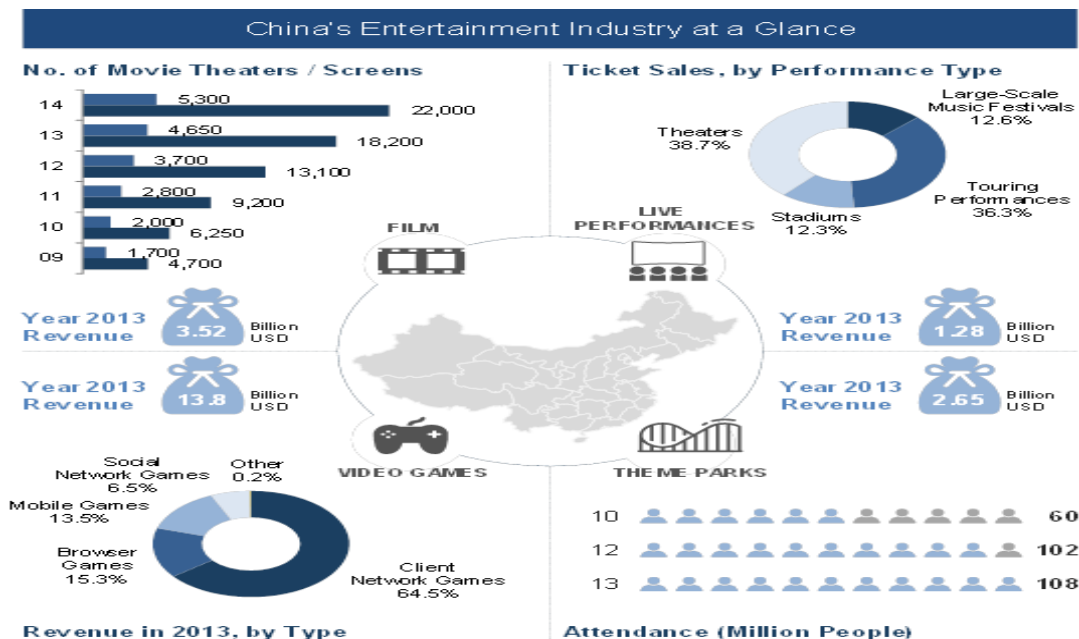 China's Entertainment Industry at a Glance
No. of Movie Theaters / Screens
14
5,300
22,000
13
4,650
18,200
12
3,700
13,100
11
2,800
9,200
10
2,000
6,250
09
1,700
4,700
FILM
Year 2013
Revenue
3.52
Billion
USD
Ticket Sales, by Performance Type
Large-Scale
Music Festivals
12.6%
Theaters
38.7%
Touring
Performances
36.3%
Stadiums
12.3%
LIVE
PERFORMANCES
Year 2013
Revenue
1.28
Billion
USD
Year 2013
Revenue
13.8
Billion
USD
VIDEO GAMES
Social
Network Games
6.5%
Other
0.2%
Mobile Games
13.5%
Browser
Games
15.3%
Client
Network Games
64.5%
Revenue in 2013, by Type
Year 2013
Revenue
2.65
Billion
USD
THEME PARKS
10
60
12
102
13
108
Attendance (Million People)